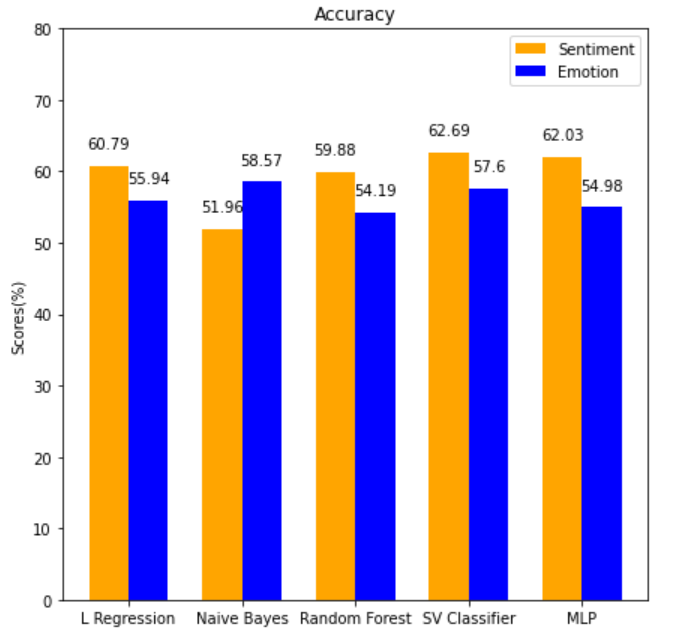 Accuracy
80
70
60
50
40
30
20
10
0
Scores(%)
Sentiment
Emotion
60.79
55.94
51.96
58.57
59.88
54.19
62.69
57.6
62.03
54.98
L Regression
Naive Bayes
Random Forest
SV Classifier
MLP